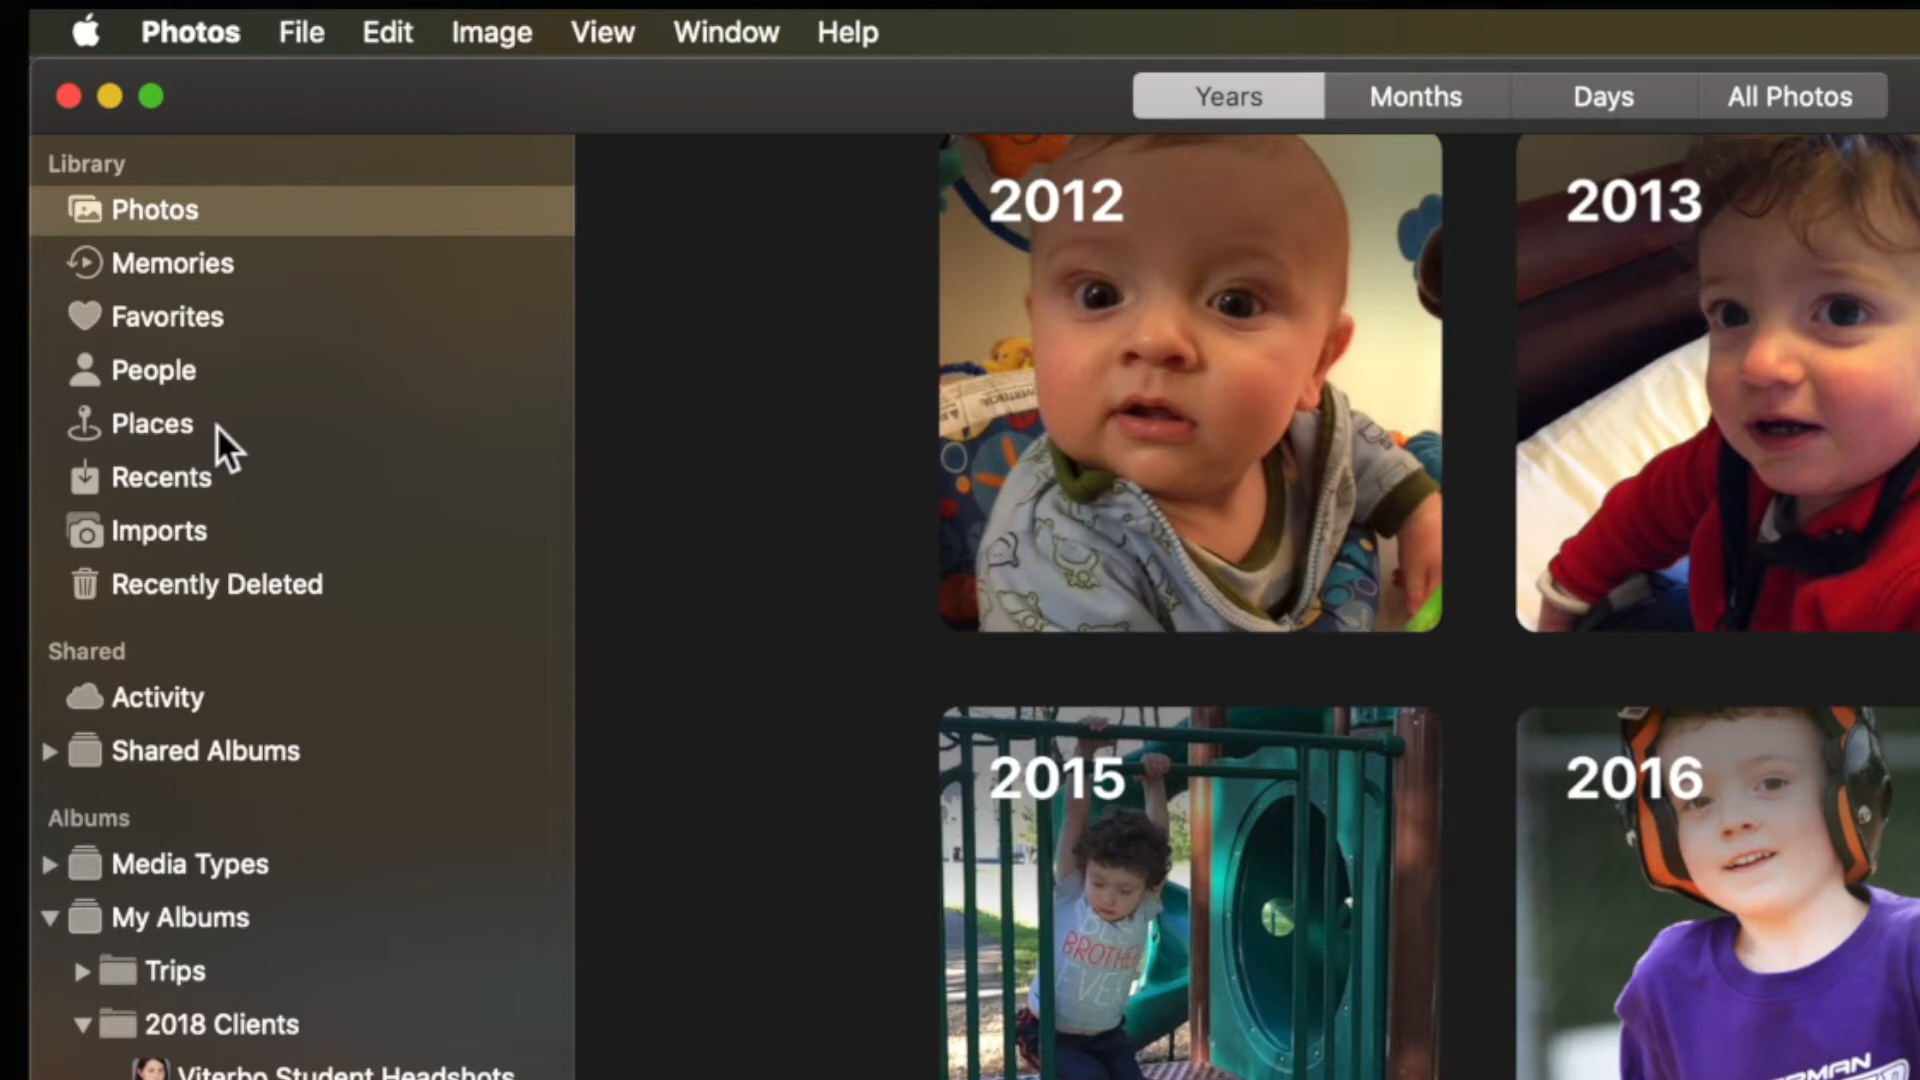 Photos File Edit Image View Window Help
Years Months Days All Photos
Library
Photos
Memories
Favorites
People
Places
Recents
Imports
Recently Deleted
Shared
Activity
Shared Albums
Albums
Media Types
My Albums
Trips
2018 Clients
Viterbo Student Headshots
2012
2013
2015
2016
BROTHE
EVER